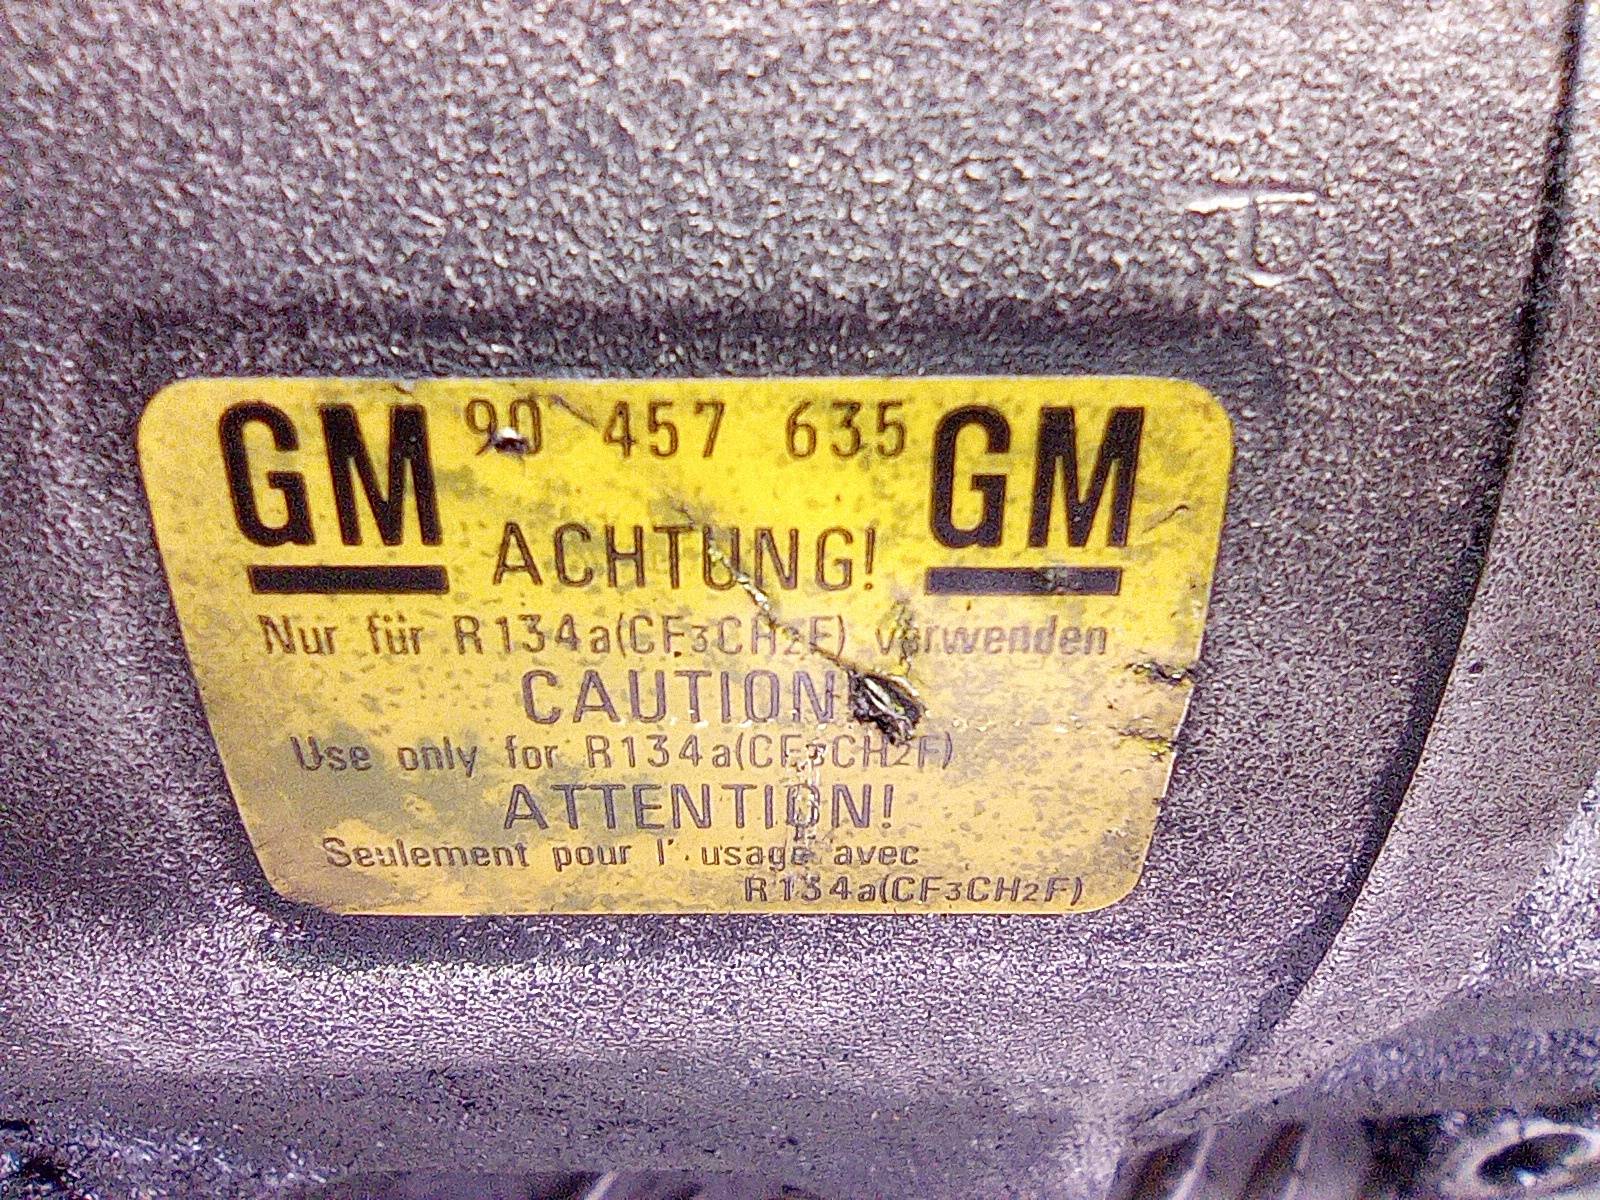 GM 90 457 635 GM
ACHTUNG!
Nur für R134a(CF3CH2F) verwenden
CAUTION!
Use only for R134a(CF3CH2F)
ATTENTION!
Seulement pour l' usage avec
R134a(CF3CH2F)